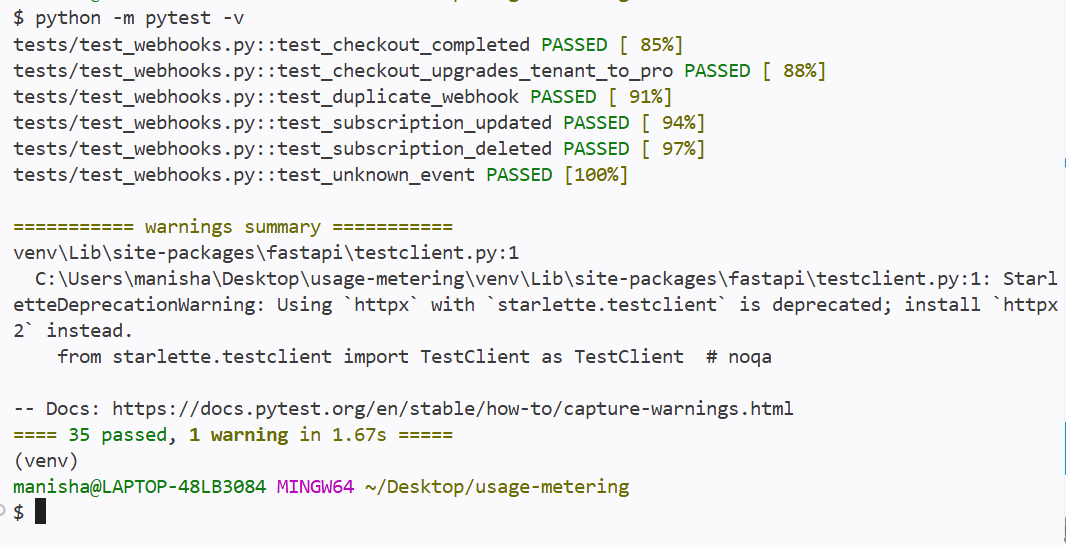 $ python -m pytest -v
tests/test_webhooks.py::test_checkout_completed PASSED [ 85%]
tests/test_webhooks.py::test_checkout_upgrades_tenant_to_pro PASSED [ 88%]
tests/test_webhooks.py::test_duplicate_webhook PASSED [ 91%]
tests/test_webhooks.py::test_subscription_updated PASSED [ 94%]
tests/test_webhooks.py::test_subscription_deleted PASSED [ 97%]
tests/test_webhooks.py::test_unknown_event PASSED [100%]

=========== warnings summary ===========
venv\Lib\site-packages\fastapi\testclient.py:1
  C:\Users\manisha\Desktop\usage-metering\venv\Lib\site-packages\fastapi\testclient.py:1: Starl
etteDeprecationWarning: Using `httpx` with `starlette.testclient` is deprecated; install `httpx
2` instead.
    from starlette.testclient import TestClient as TestClient  # noqa

-- Docs: https://docs.pytest.org/en/stable/how-to/capture-warnings.html
==== 35 passed, 1 warning in 1.67s =====
(venv)
manisha@LAPTOP-48LB3084 MINGW64 ~/Desktop/usage-metering
$